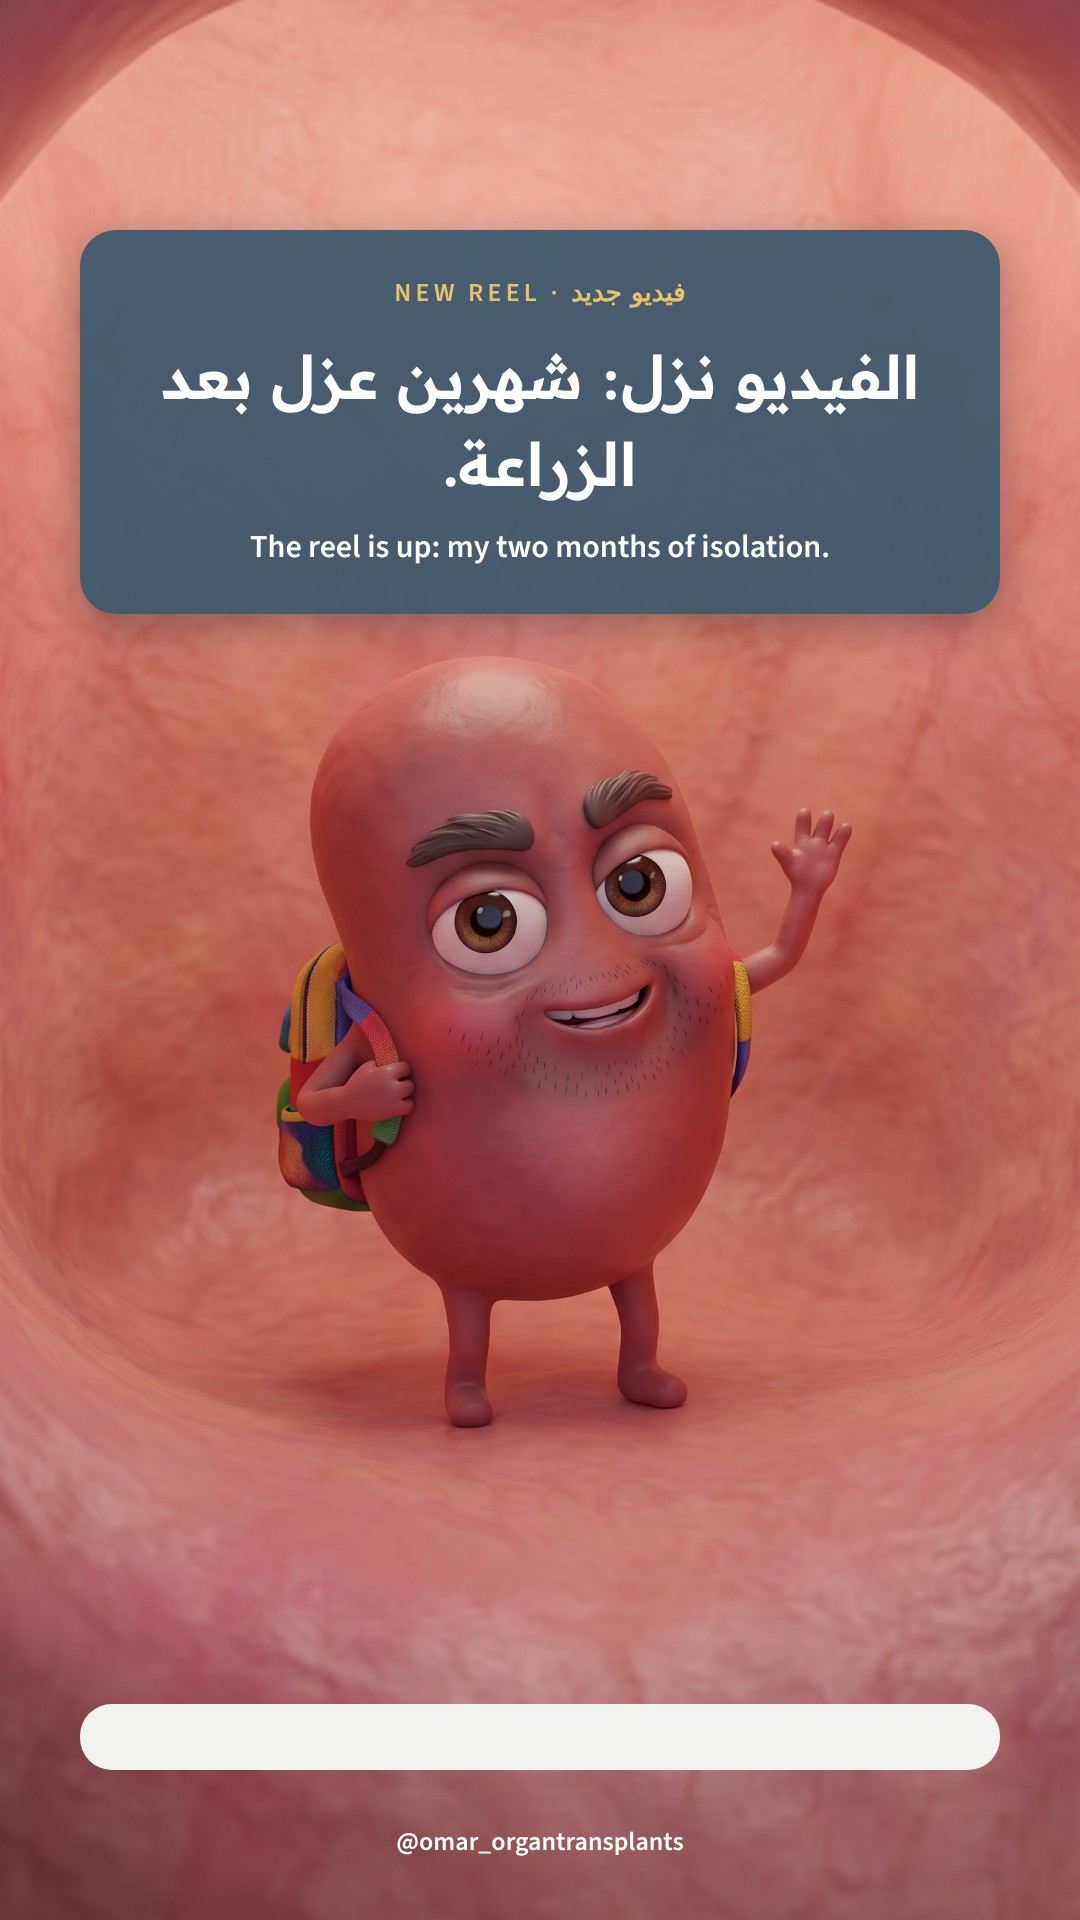 NEW REEL · فيديو جديد
الفيديو نزل: شهرين عزل بعد
الزراعة.
The reel is up: my two months of isolation.
@omar_organtransplants